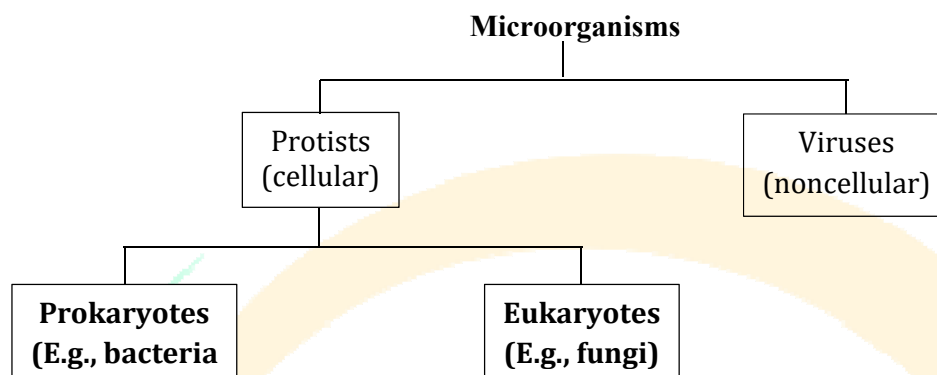 Microorganisms
Protists
(cellular)
Viruses
(noncellular)
Prokaryotes
(E.g., bacteria
Eukaryotes
(E.g., fungi)